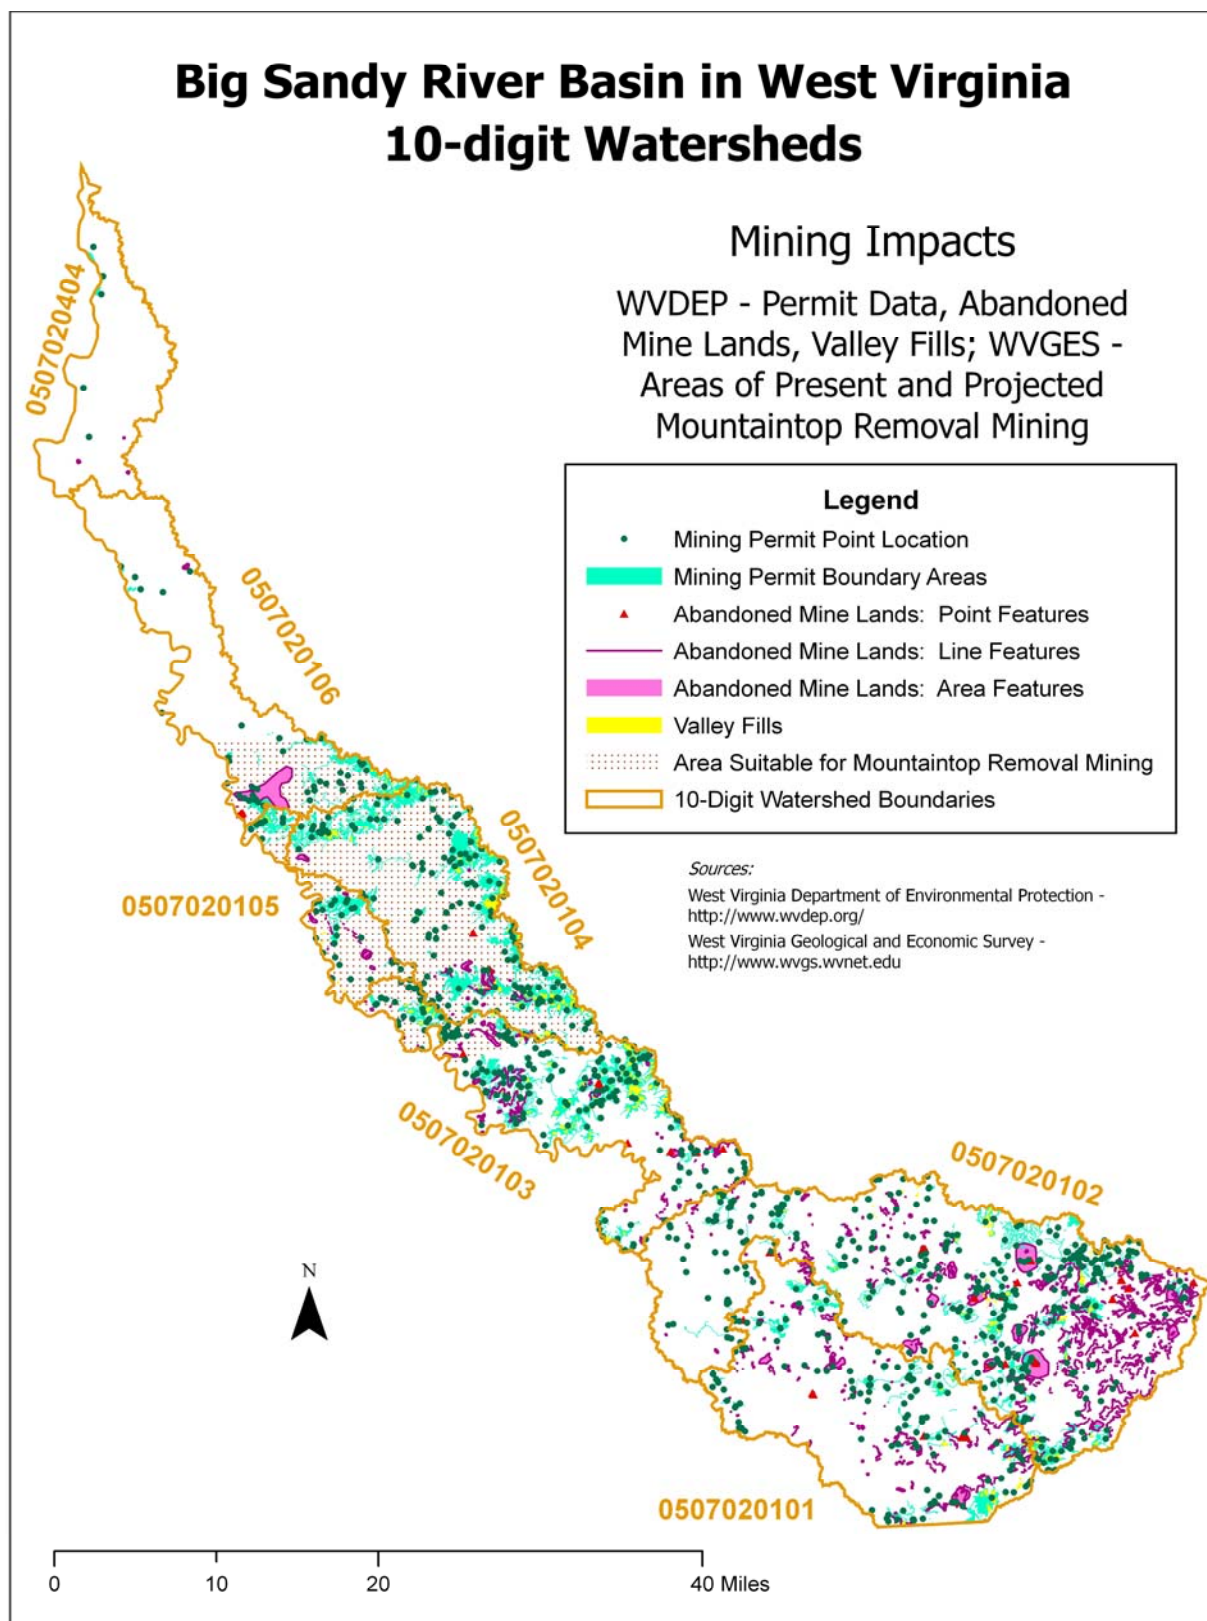 Big Sandy River Basin in West Virginia
10-digit Watersheds
Mining Impacts
WVDEP - Permit Data, Abandoned
Mine Lands, Valley Fills; WVGES -
Areas of Present and Projected
Mountaintop Removal Mining
0507020404
Legend
Mining Permit Point Location
Mining Permit Boundary Areas
Abandoned Mine Lands: Point Features
Abandoned Mine Lands: Line Features
Abandoned Mine Lands: Area Features
Valley Fills
Area Suitable for Mountaintop Removal Mining
10-Digit Watershed Boundaries
0507020106
0507020104
0507020105
Sources:
West Virginia Department of Environmental Protection -
http://www.wvdep.org/
West Virginia Geological and Economic Survey -
http://www.wvgs.wvnet.edu
0507020103
0507020102
N
0507020101
0 10 20 40 Miles